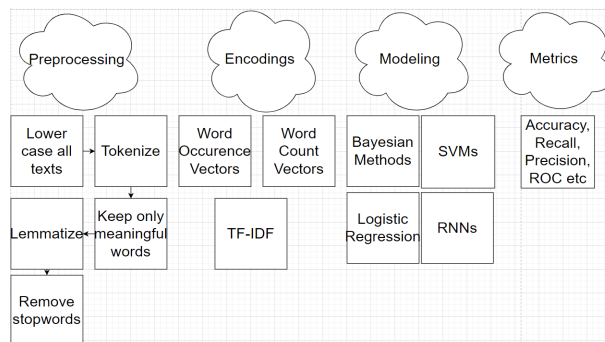 Preprocessing
Encodings
Modeling
Metrics
Lower
case all
texts
Tokenize
Word
Occurence
Vectors
Word
Count
Vectors
Bayesian
Methods
SVMs
Accuracy,
Recall,
Precision,
ROC etc
Lemmatize
Keep only
meaningful
words
TF-IDF
Logistic
Regression
RNNs
Remove
stopwords